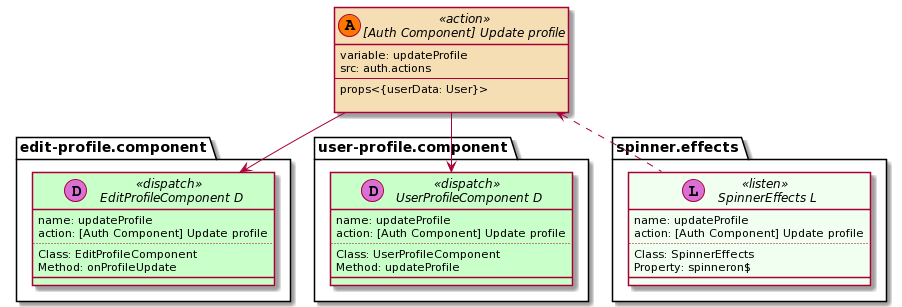 A
«action»
[Auth Component] Update profile
variable: updateProfile
src: auth.actions
props<{userData: User}>
edit-profile.component
D
«dispatch»
EditProfileComponent D
name: updateProfile
action: [Auth Component] Update profile
Class: EditProfileComponent
Method: onProfileUpdate
user-profile.component
D
«dispatch»
UserProfileComponent D
name: updateProfile
action: [Auth Component] Update profile
Class: UserProfileComponent
Method: updateProfile
spinner.effects
L
«listen»
SpinnerEffects L
name: updateProfile
action: [Auth Component] Update profile
Class: SpinnerEffects
Property: spinneron$